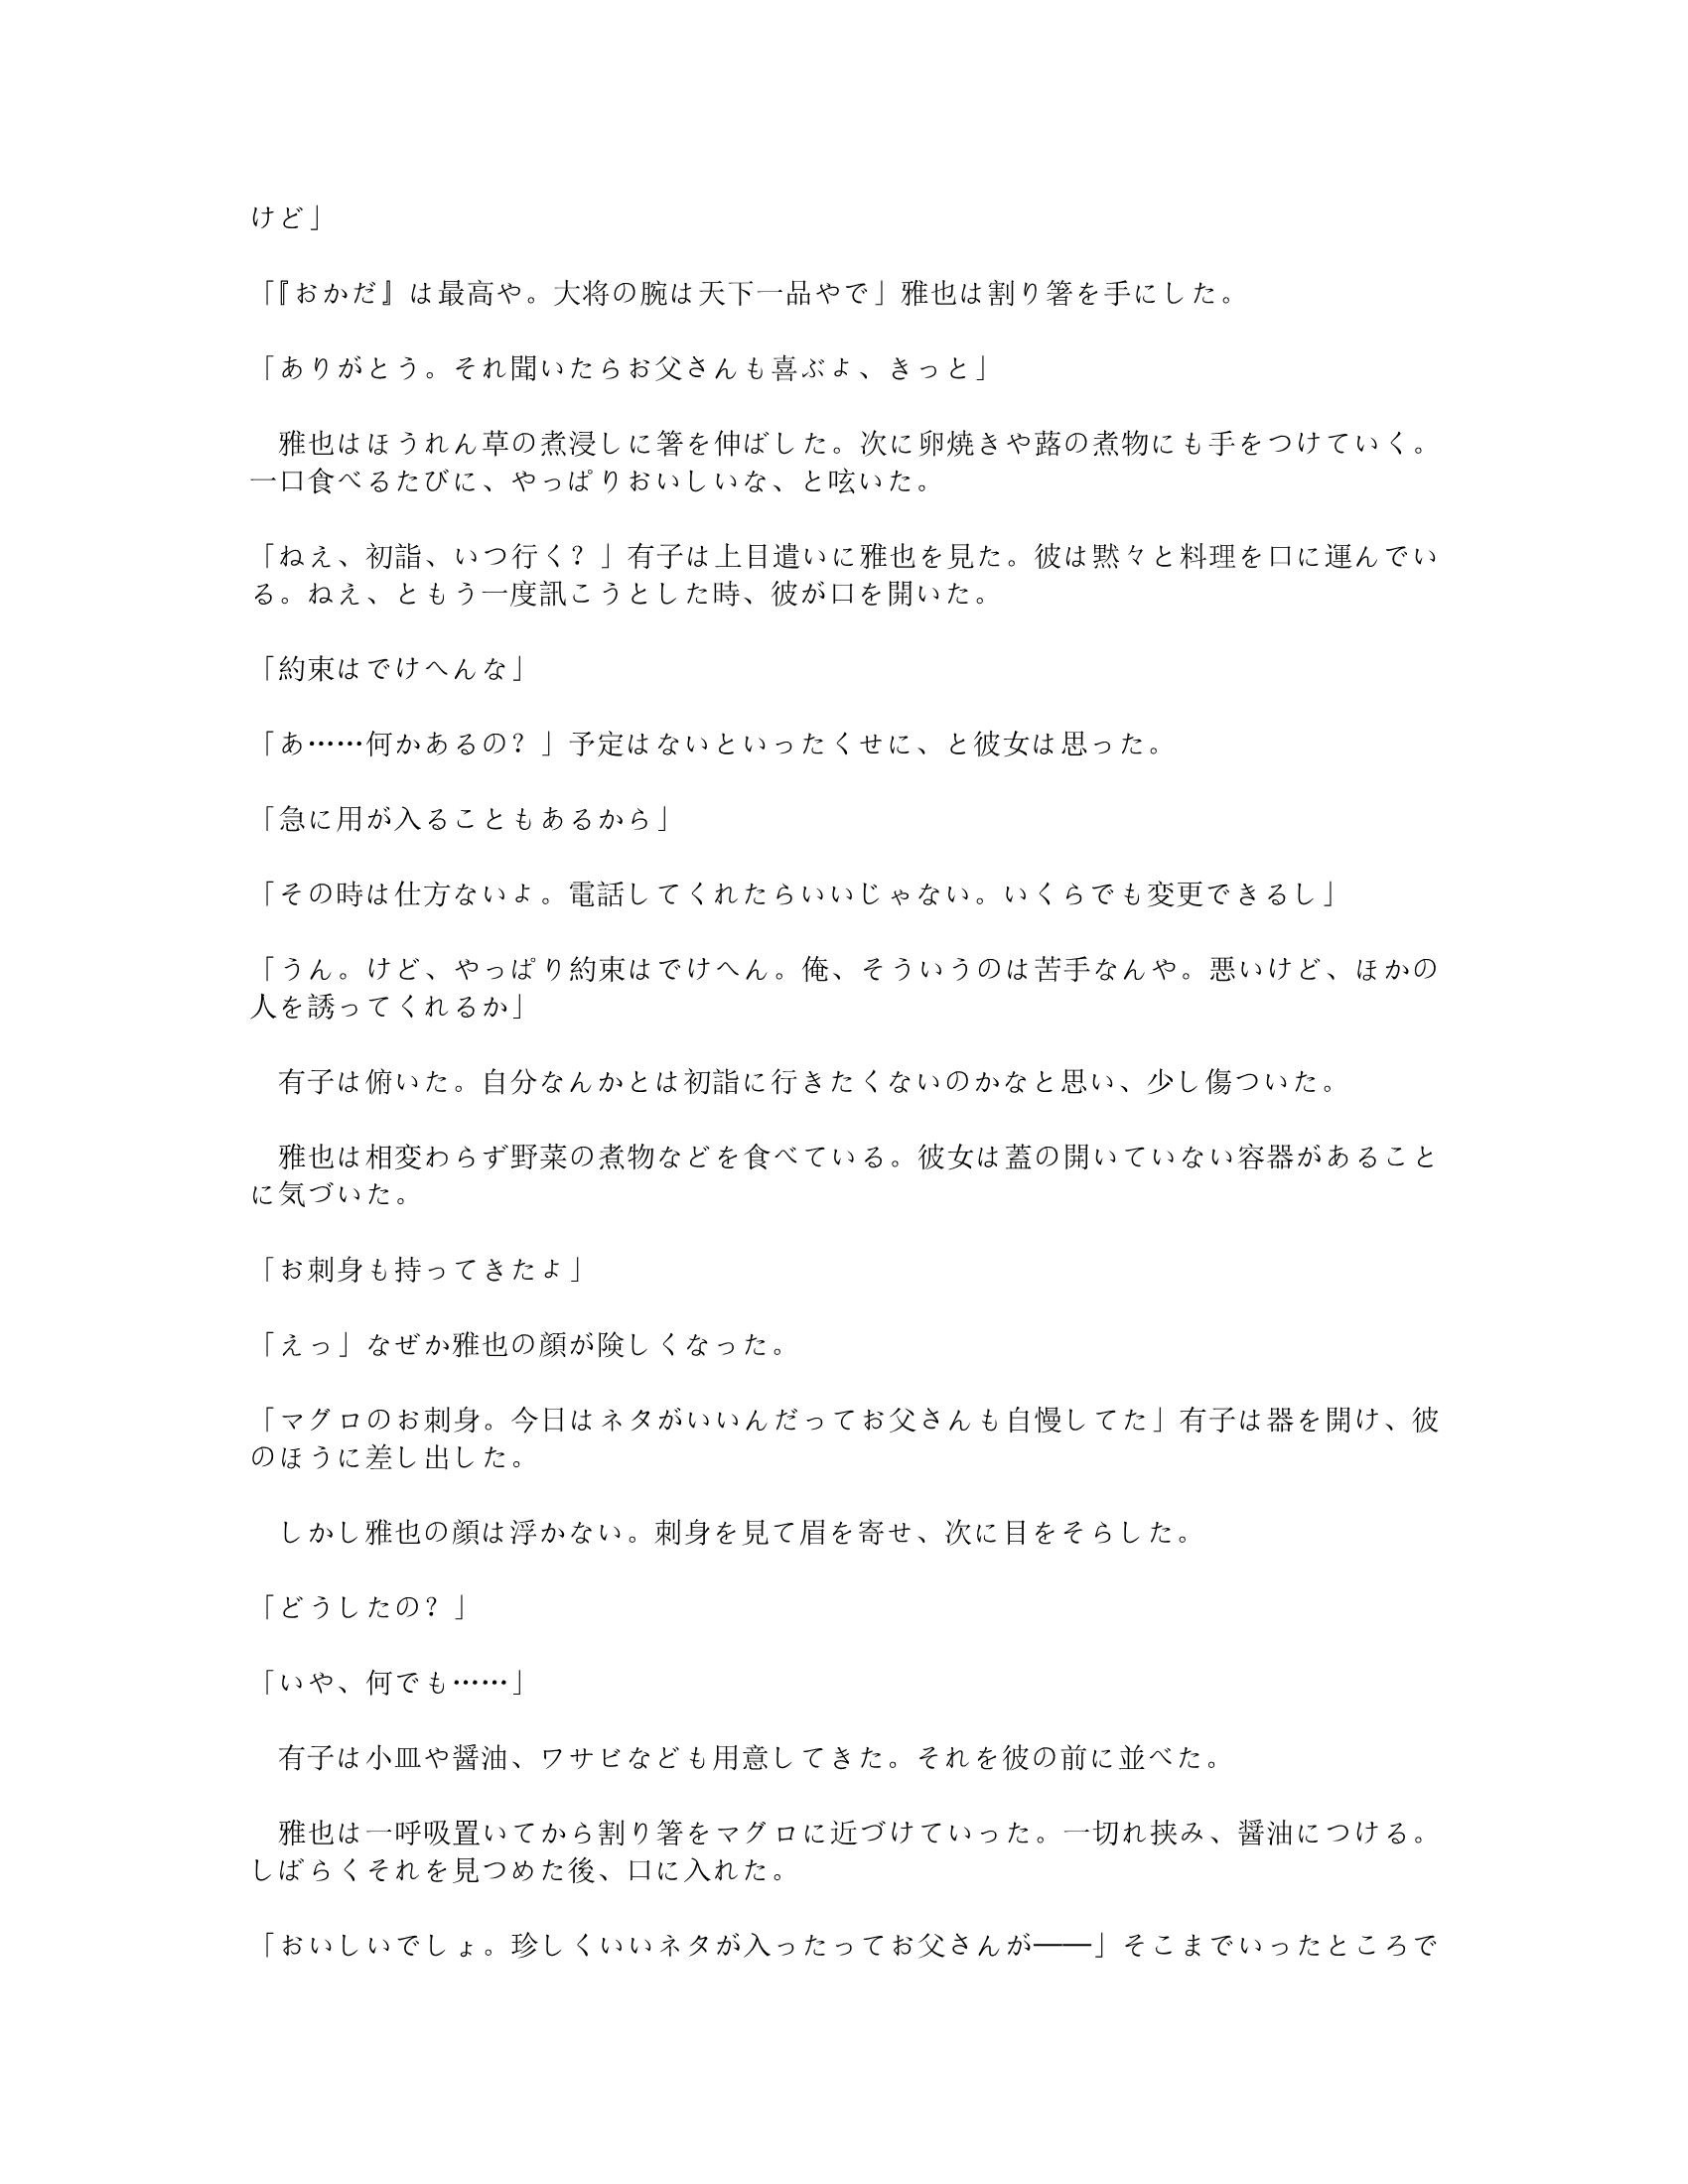 けど」
「『おかだ』は最高や。大将の腕は天下一品やで」雅也は割り箸を手にした。
「ありがとう。それ聞いたらお父さんも喜ぶよ、きっと」
　雅也はほうれん草の煮浸しに箸を伸ばした。次に卵焼きや蕗の煮物にも手をつけていく。
一口食べるたびに、やっぱりおいしいな、と呟いた。
「ねえ、初詣、いつ行く？」有子は上目遣いに雅也を見た。彼は黙々と料理を口に運んでい
る。ねえ、ともう一度訊こうとした時、彼が口を開いた。
「約束はでけへんな」
「あ……何かあるの？」予定はないといったくせに、と彼女は思った。
「急に用が入ることもあるから」
「その時は仕方ないよ。電話してくれたらいいじゃない。いくらでも変更できるし」
「うん。けど、やっぱり約束はでけへん。俺、そういうのは苦手なんや。悪いけど、ほかの
人を誘ってくれるか」
　有子は俯いた。自分なんかとは初詣に行きたくないのかなと思い、少し傷ついた。
　雅也は相変わらず野菜の煮物などを食べている。彼女は蓋の開いていない容器があること
に気づいた。
「お刺身も持ってきたよ」
「えっ」なぜか雅也の顔が険しくなった。
「マグロのお刺身。今日はネタがいいんだってお父さんも自慢してた」有子は器を開け、彼
のほうに差し出した。
　しかし雅也の顔は浮かない。刺身を見て眉を寄せ、次に目をそらした。
「どうしたの？」
「いや、何でも……」
　有子は小皿や醤油、ワサビなども用意してきた。それを彼の前に並べた。
　雅也は一呼吸置いてから割り箸をマグロに近づけていった。一切れ挟み、醤油につける。
しばらくそれを見つめた後、口に入れた。
「おいしいでしょ。珍しくいいネタが入ったってお父さんが――」そこまでいったところで